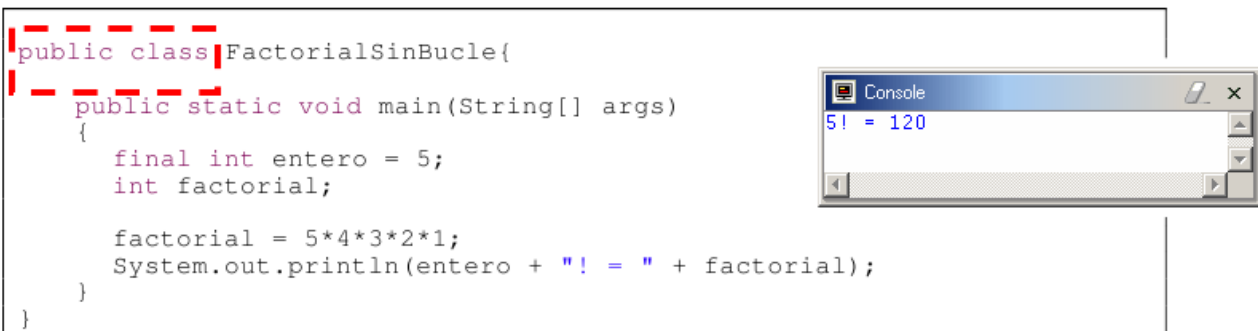 public class FactorialSinBucle{
public static void main(String[] args)
{
final int entero = 5;
int factorial;
factorial = 5*4*3*2*1;
System.out.println(entero + "! = " + factorial);
}
}
Console
5! = 120